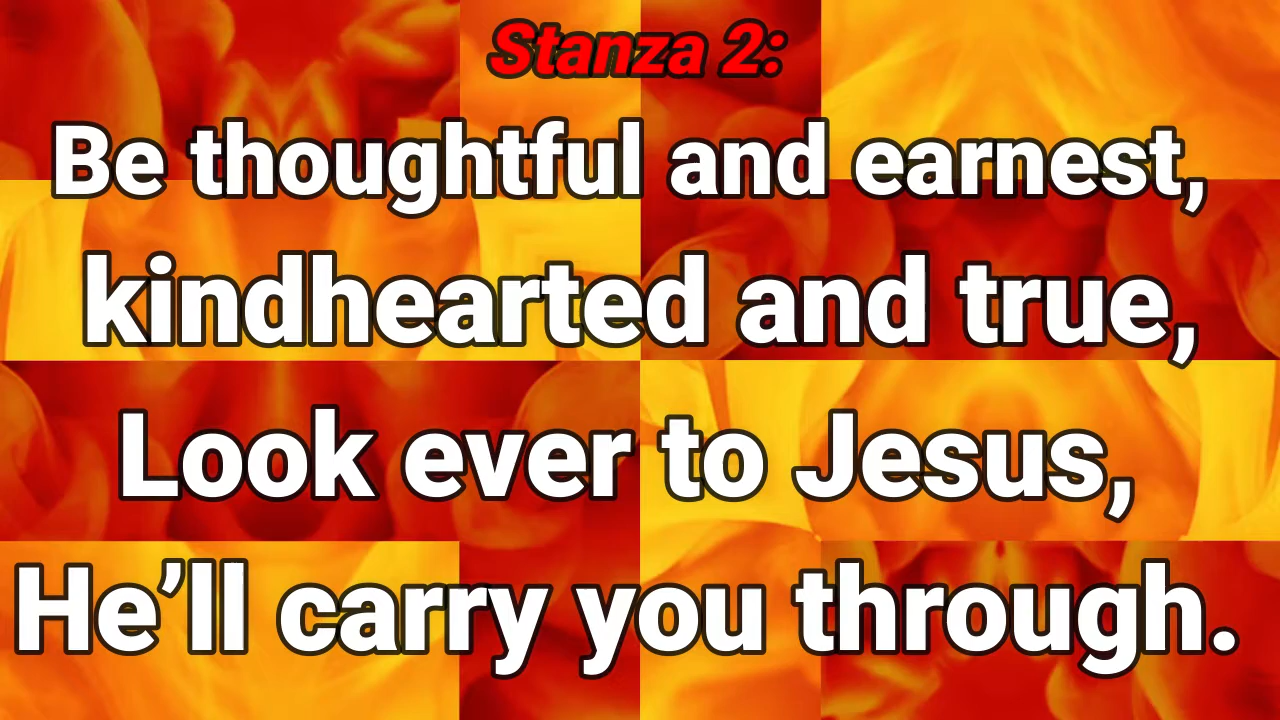 Stanza 2:
Be thoughtful and earnest,
kindhearted and true,
Look ever to Jesus,
He’ll carry you through.